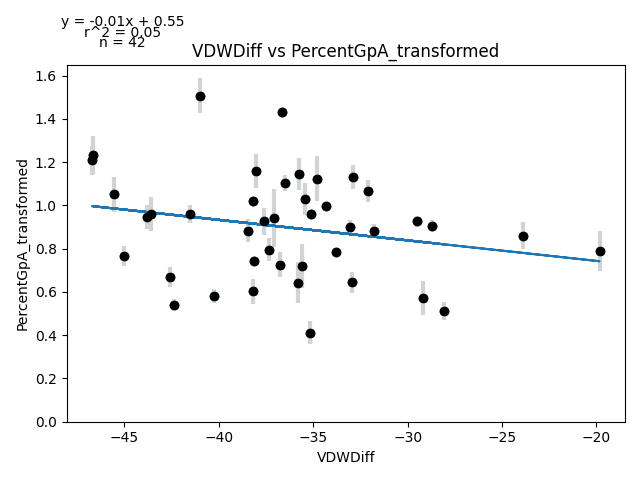 y = -0.01x + 0.55
r^2 = 0.05
n = 42
VDWDiff vs PercentGpA_transformed
PercentGpA_transformed
1.6
1.4
1.2
1.0
0.8
0.6
0.4
0.2
0.0
−45 −40 −35 −30 −25 −20
VDWDiff